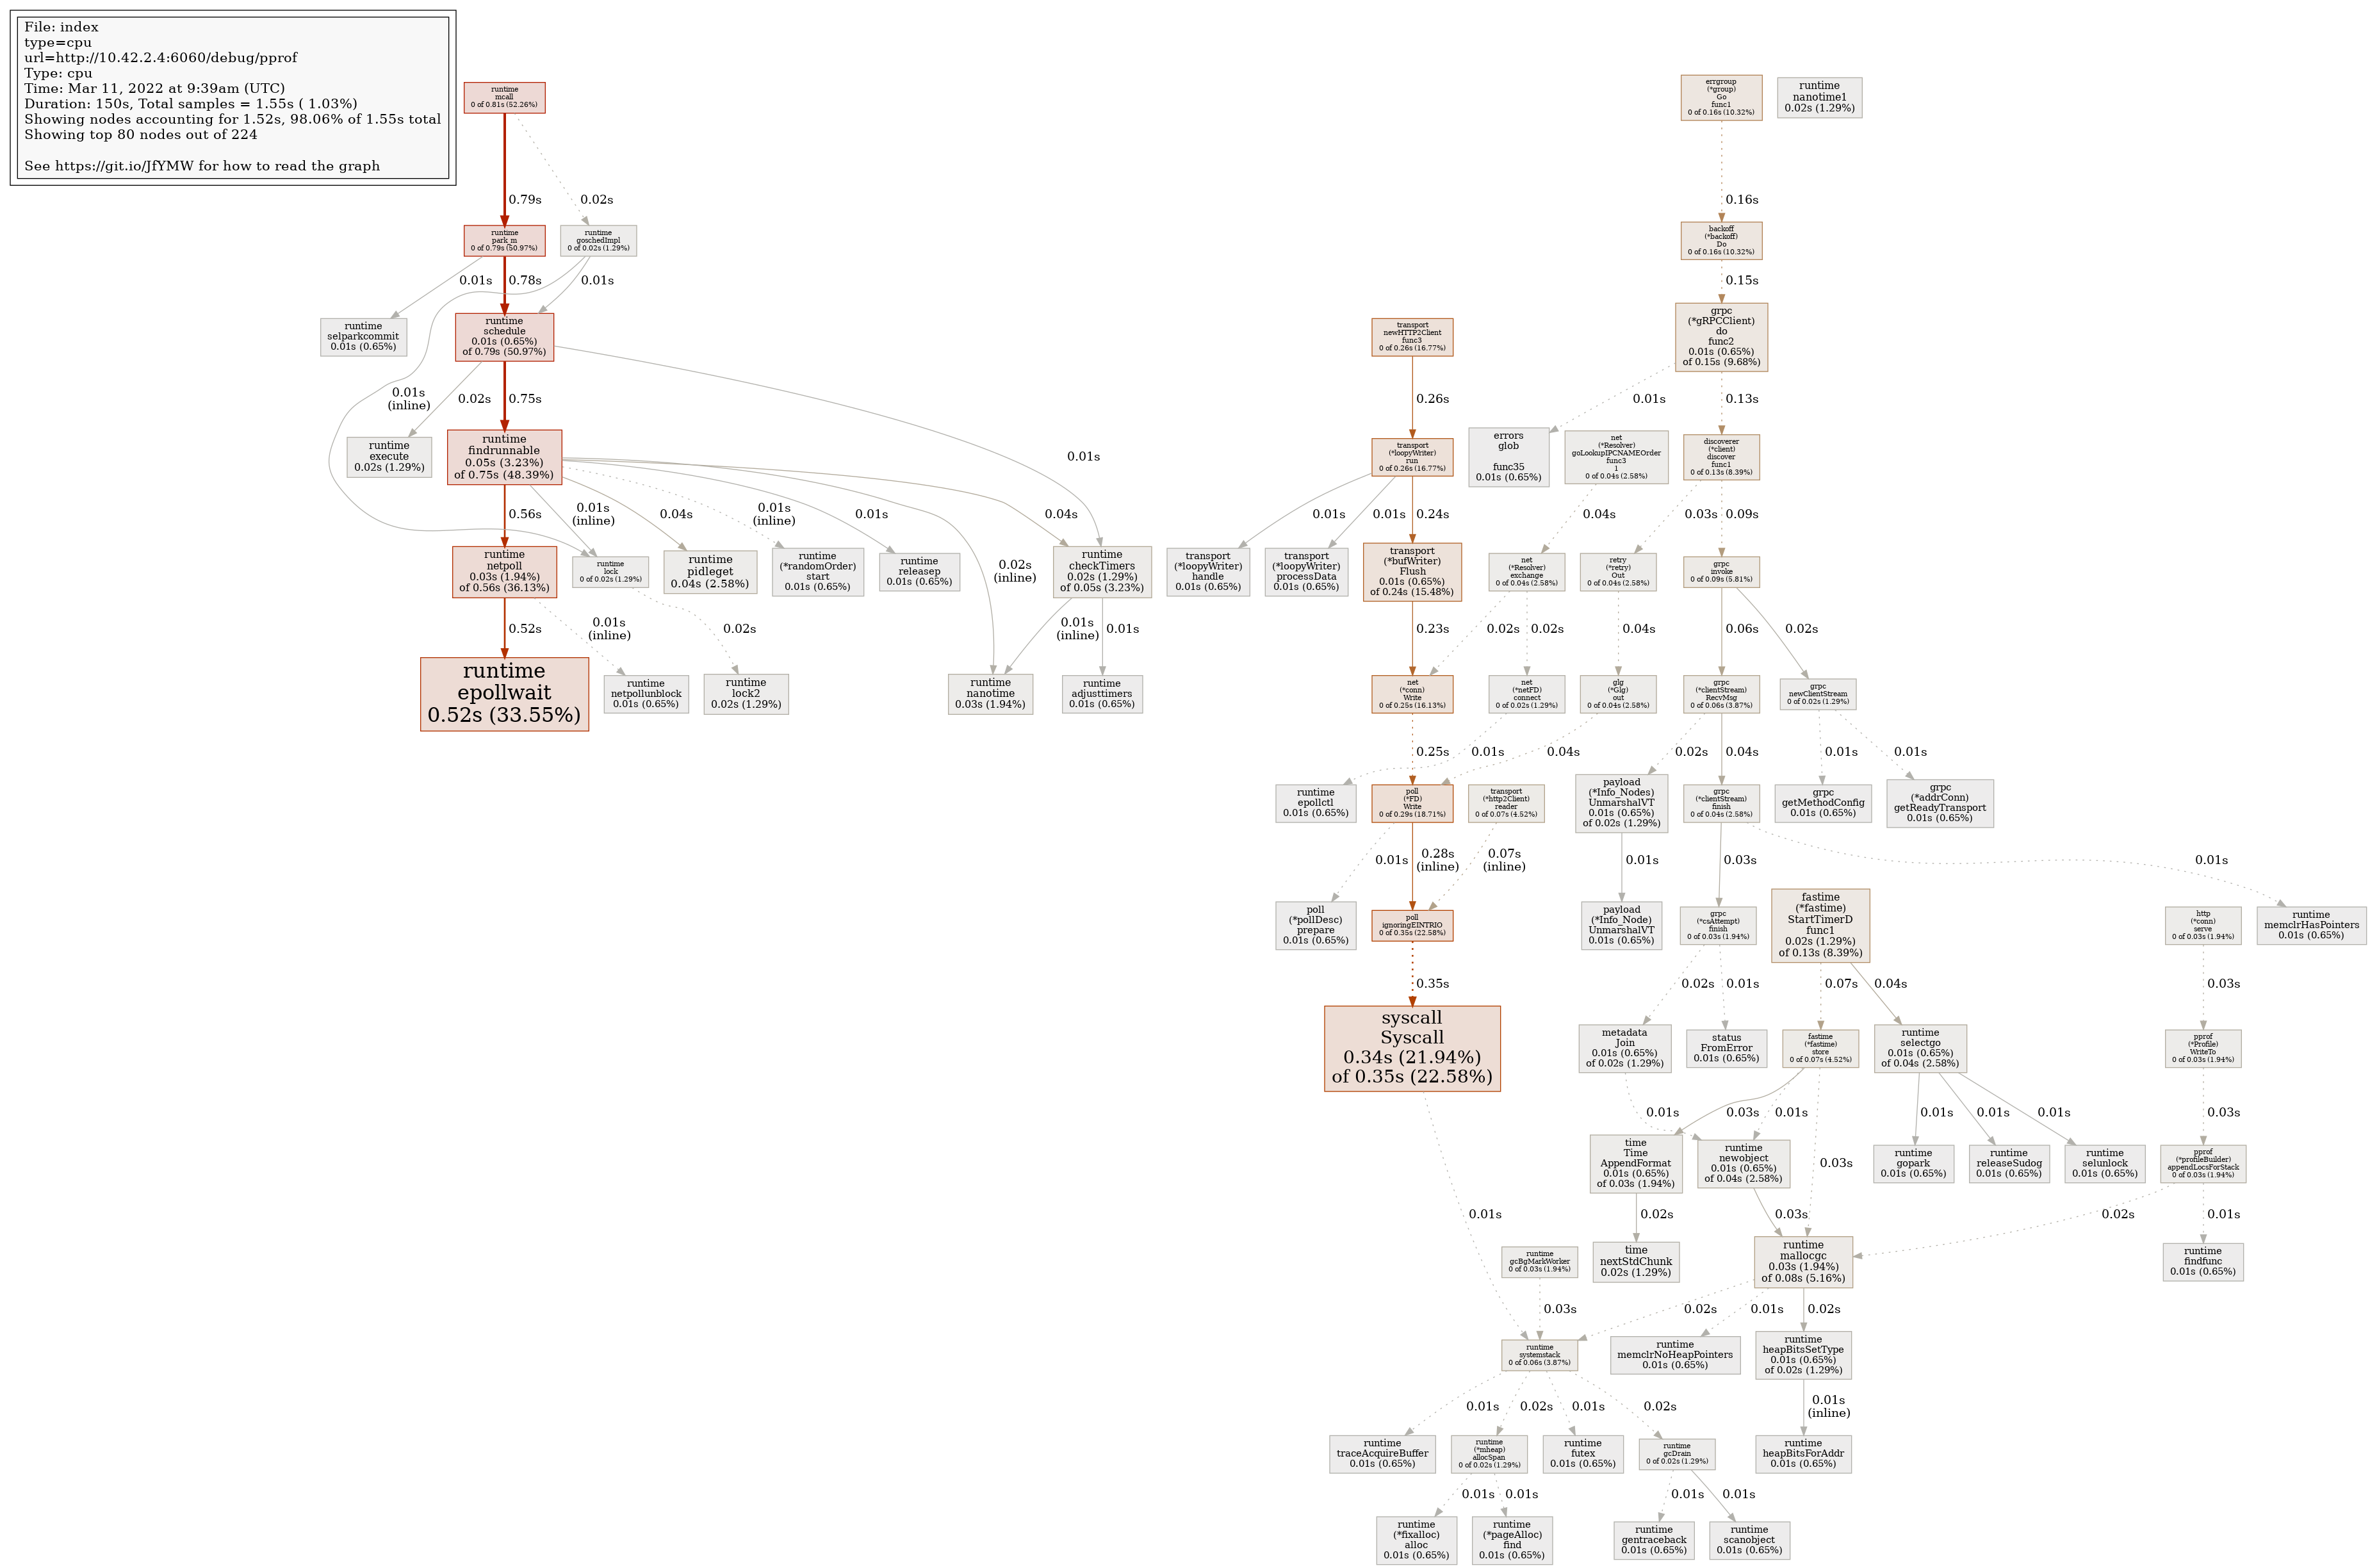 File: index
type=cpu
url=http://10.42.2.4:6060/debug/pprof
Type: cpu
Time: Mar 11, 2022 at 9:39am (UTC)
Duration: 150s, Total samples = 1.55s ( 1.03%)
Showing nodes accounting for 1.52s, 98.06% of 1.55s total
Showing top 80 nodes out of 224
See https://git.io/JfYMW for how to read the graph
runtime
mcall
0 of 0.81s (52.26%)
0.79s
0.02s
runtime
park_m
0 of 0.79s (50.97%)
runtime
goschedImpl
0 of 0.02s (1.29%)
0.01s
0.78s
0.01s
runtime
selparkcommit
0.01s (0.65%)
runtime
schedule
0.01s (0.65%)
of 0.79s (50.97%)
0.01s
(inline)
0.02s
0.75s
0.01s
runtime
execute
0.02s (1.29%)
runtime
findrunnable
0.05s (3.23%)
of 0.75s (48.39%)
0.56s
0.01s
(inline)
0.04s
0.01s
(inline)
0.01s
0.02s
(inline)
0.04s
runtime
netpoll
0.03s (1.94%)
of 0.56s (36.13%)
runtime
lock
0 of 0.02s (1.29%)
runtime
pidleget
0.04s (2.58%)
runtime
(*randomOrder)
start
0.01s (0.65%)
runtime
releasep
0.01s (0.65%)
runtime
checkTimers
0.02s (1.29%)
of 0.05s (3.23%)
0.52s
0.01s
(inline)
0.02s
0.01s
(inline)
0.01s
runtime
epollwait
0.52s (33.55%)
runtime
netpollunblock
0.01s (0.65%)
runtime
lock2
0.02s (1.29%)
runtime
nanotime
0.03s (1.94%)
runtime
adjusttimers
0.01s (0.65%)
errgroup
(*group)
Go
func1
0 of 0.16s (10.32%)
runtime
nanotime1
0.02s (1.29%)
0.16s
backoff
(*backoff)
Do
0 of 0.16s (10.32%)
0.15s
grpc
(*gRPCClient)
do
func2
0.01s (0.65%)
of 0.15s (9.68%)
transport
newHTTP2Client
func3
0 of 0.26s (16.77%)
0.26s
0.01s
0.13s
transport
(*loopyWriter)
run
0 of 0.26s (16.77%)
errors
glob

func35
0.01s (0.65%)
net
(*Resolver)
goLookupIPCNAMEOrder
func3
1
0 of 0.04s (2.58%)
discoverer
(*client)
discover
func1
0 of 0.13s (8.39%)
0.01s
0.01s
0.24s
0.04s
0.03s
0.09s
transport
(*loopyWriter)
handle
0.01s (0.65%)
transport
(*loopyWriter)
processData
0.01s (0.65%)
transport
(*bufWriter)
Flush
0.01s (0.65%)
of 0.24s (15.48%)
net
(*Resolver)
exchange
0 of 0.04s (2.58%)
retry
(*retry)
Out
0 of 0.04s (2.58%)
grpc
invoke
0 of 0.09s (5.81%)
0.23s
0.02s
0.02s
0.04s
0.06s
0.02s
net
(*conn)
Write
0 of 0.25s (16.13%)
net
(*netFD)
connect
0 of 0.02s (1.29%)
glg
(*Glg)
out
0 of 0.04s (2.58%)
grpc
(*clientStream)
RecvMsg
0 of 0.06s (3.87%)
grpc
newClientStream
0 of 0.02s (1.29%)
0.25s
0.01s
0.04s
0.02s
0.04s
0.01s
0.01s
runtime
epollctl
0.01s (0.65%)
poll
(*FD)
Write
0 of 0.29s (18.71%)
transport
(*http2Client)
reader
0 of 0.07s (4.52%)
payload
(*Info_Nodes)
UnmarshalVT
0.01s (0.65%)
of 0.02s (1.29%)
grpc
(*clientStream)
finish
0 of 0.04s (2.58%)
grpc
getMethodConfig
0.01s (0.65%)
grpc
(*addrConn)
getReadyTransport
0.01s (0.65%)
0.01s
0.28s
(inline)
0.07s
(inline)
0.01s
0.03s
0.01s
poll
(*pollDesc)
prepare
0.01s (0.65%)
poll
ignoringEINTRIO
0 of 0.35s (22.58%)
payload
(*Info_Node)
UnmarshalVT
0.01s (0.65%)
grpc
(*csAttempt)
finish
0 of 0.03s (1.94%)
fastime
(*fastime)
StartTimerD
func1
0.02s (1.29%)
of 0.13s (8.39%)
http
(*conn)
serve
0 of 0.03s (1.94%)
runtime
memclrHasPointers
0.01s (0.65%)
0.35s
0.02s
0.01s
0.07s
0.04s
0.03s
syscall
Syscall
0.34s (21.94%)
of 0.35s (22.58%)
metadata
Join
0.01s (0.65%)
of 0.02s (1.29%)
status
FromError
0.01s (0.65%)
fastime
(*fastime)
store
0 of 0.07s (4.52%)
runtime
selectgo
0.01s (0.65%)
of 0.04s (2.58%)
pprof
(*Profile)
WriteTo
0 of 0.03s (1.94%)
0.01s
0.03s
0.01s
0.01s
0.01s
0.01s
0.03s
time
Time
AppendFormat
0.01s (0.65%)
of 0.03s (1.94%)
runtime
newobject
0.01s (0.65%)
of 0.04s (2.58%)
0.03s
runtime
gopark
0.01s (0.65%)
runtime
releaseSudog
0.01s (0.65%)
runtime
selunlock
0.01s (0.65%)
pprof
(*profileBuilder)
appendLocsForStack
0 of 0.03s (1.94%)
0.01s
0.02s
0.03s
0.02s
0.01s
runtime
gcBgMarkWorker
0 of 0.03s (1.94%)
time
nextStdChunk
0.02s (1.29%)
runtime
mallocgc
0.03s (1.94%)
of 0.08s (5.16%)
runtime
findfunc
0.01s (0.65%)
0.03s
0.02s
0.01s
0.02s
runtime
systemstack
0 of 0.06s (3.87%)
runtime
memclrNoHeapPointers
0.01s (0.65%)
runtime
heapBitsSetType
0.01s (0.65%)
of 0.02s (1.29%)
0.01s
0.02s
0.01s
0.02s
0.01s
(inline)
runtime
traceAcquireBuffer
0.01s (0.65%)
runtime
(*mheap)
allocSpan
0 of 0.02s (1.29%)
runtime
futex
0.01s (0.65%)
runtime
gcDrain
0 of 0.02s (1.29%)
runtime
heapBitsForAddr
0.01s (0.65%)
0.01s
0.01s
0.01s
0.01s
runtime
(*fixalloc)
alloc
0.01s (0.65%)
runtime
(*pageAlloc)
find
0.01s (0.65%)
runtime
gentraceback
0.01s (0.65%)
runtime
scanobject
0.01s (0.65%)